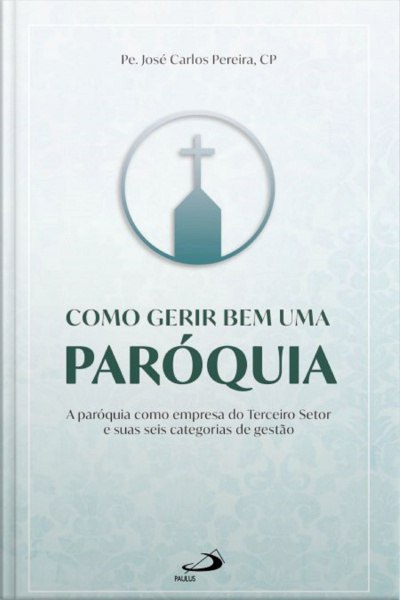 Pe. José Carlos Pereira, CP
COMO GERIR BEM UMA
PARÓQUIA
A paróquia como empresa do Terceiro Setor
e suas seis categorias de gestão
PAULUS